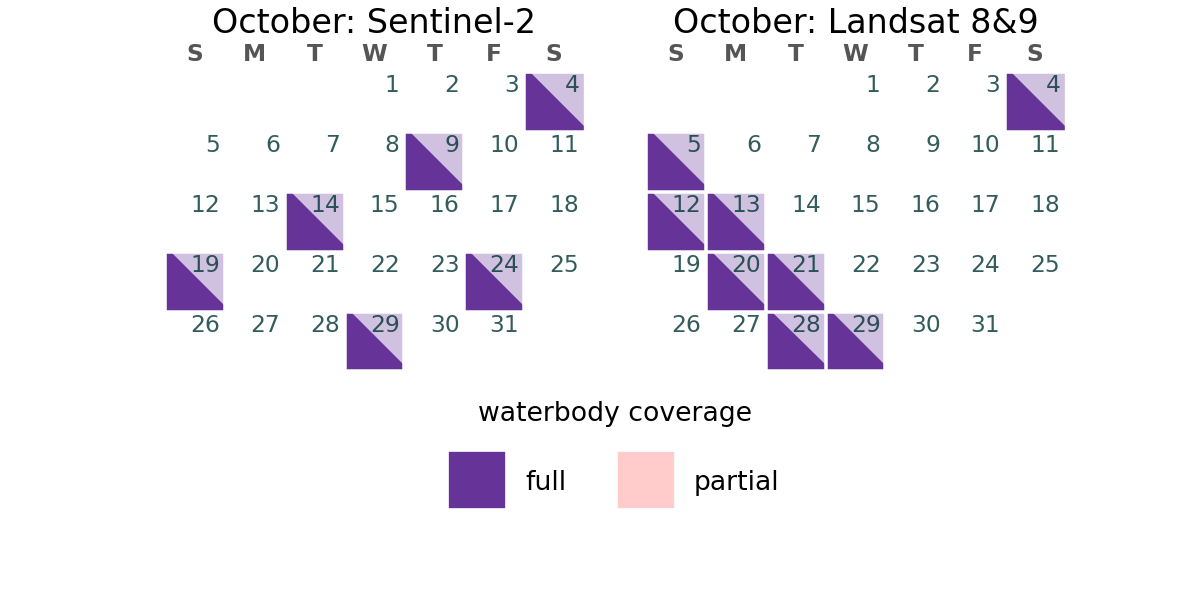 October: Sentinel-2
S M T W T F S
1 2 3 4
5 6 7 8 9 10 11
12 13 14 15 16 17 18
19 20 21 22 23 24 25
26 27 28 29 30 31
October: Landsat 8&9
S M T W T F S
1 2 3 4
5 6 7 8 9 10 11
12 13 14 15 16 17 18
19 20 21 22 23 24 25
26 27 28 29 30 31
waterbody coverage
full partial